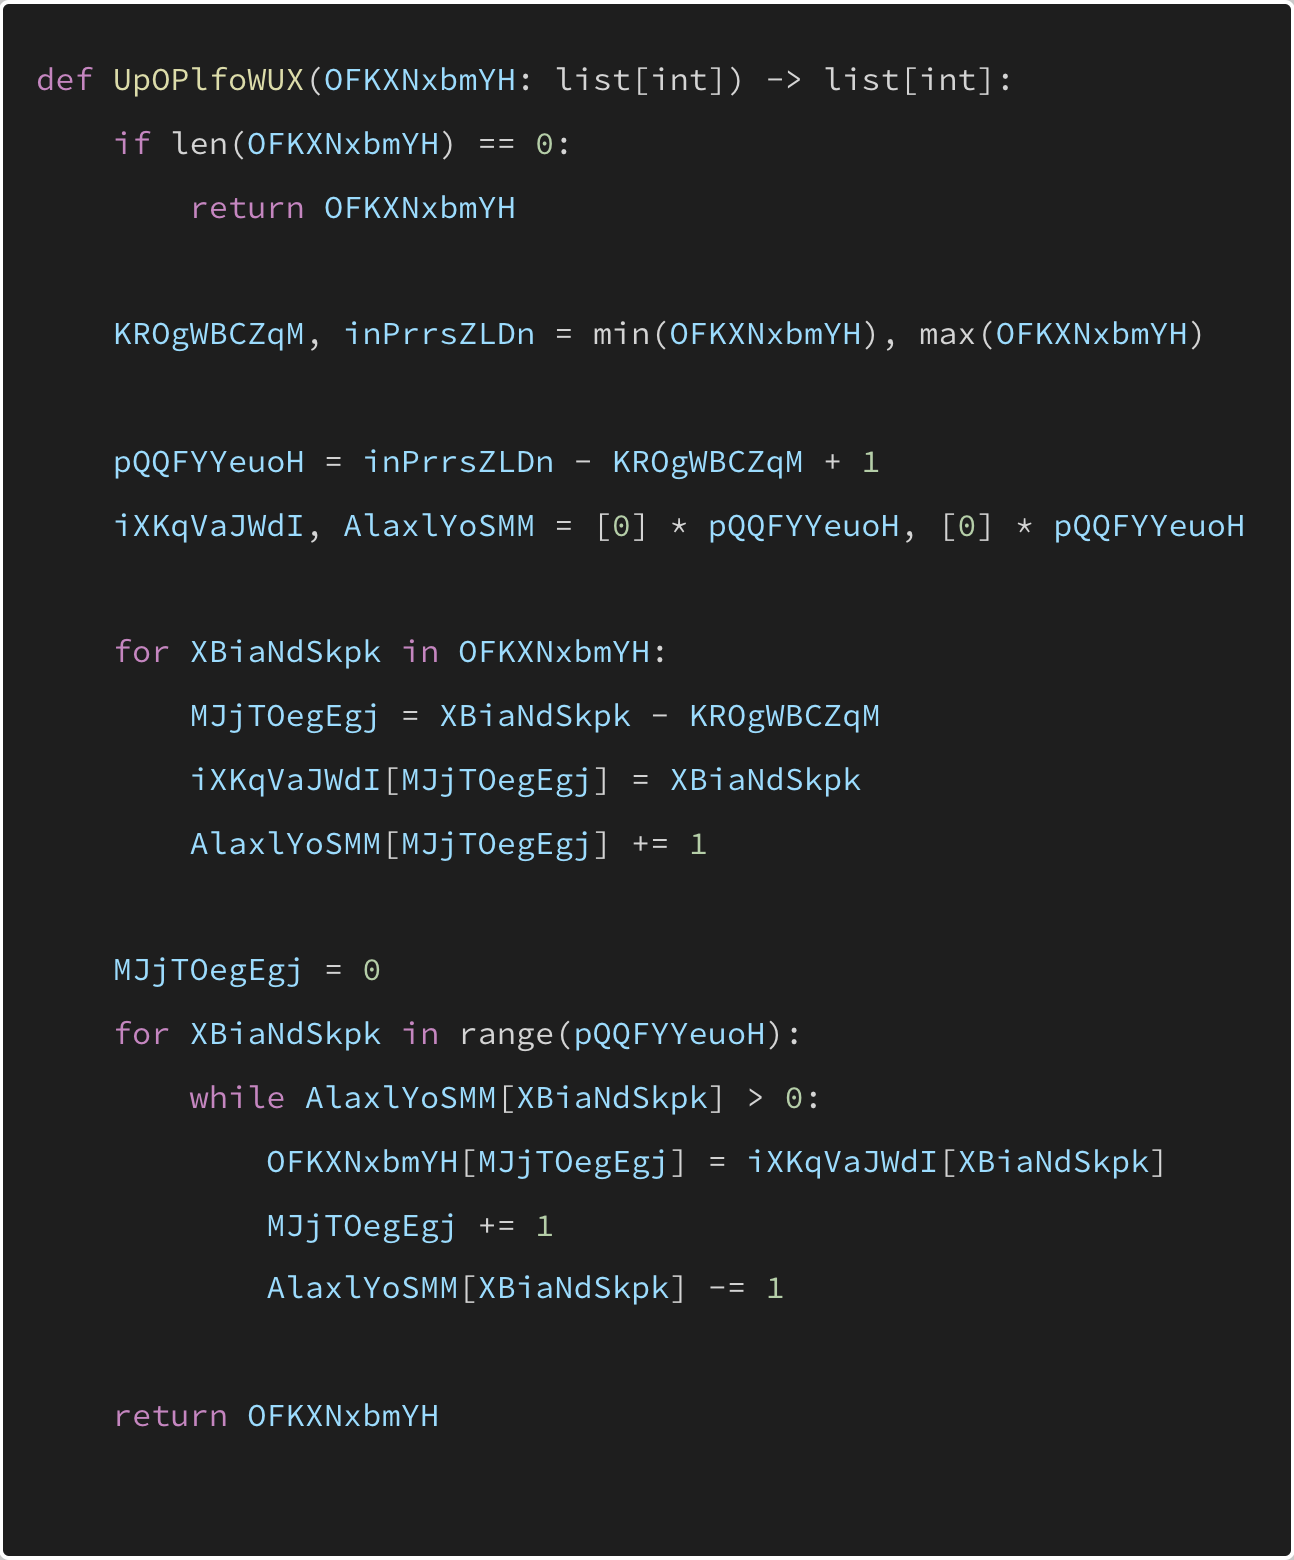 def UpOPlfoWUX(OFKXNxbmYH: list[int]) -> list[int]:
    if len(OFKXNxbmYH) == 0:
        return OFKXNxbmYH
    KROgWBCZqM, inPrrsZLDn = min(OFKXNxbmYH), max(OFKXNxbmYH)
    pQQFYYeuoH = inPrrsZLDn - KROgWBCZqM + 1
    iXKqVaJWdI, AlaxlYoSMM = [0] * pQQFYYeuoH, [0] * pQQFYYeuoH
    for XBiaNdSkpk in OFKXNxbmYH:
        MJjTOegEgj = XBiaNdSkpk - KROgWBCZqM
        iXKqVaJWdI[MJjTOegEgj] = XBiaNdSkpk
        AlaxlYoSMM[MJjTOegEgj] += 1
    MJjTOegEgj = 0
    for XBiaNdSkpk in range(pQQFYYeuoH):
        while AlaxlYoSMM[XBiaNdSkpk] > 0:
            OFKXNxbmYH[MJjTOegEgj] = iXKqVaJWdI[XBiaNdSkpk]
            MJjTOegEgj += 1
            AlaxlYoSMM[XBiaNdSkpk] -= 1
    return OFKXNxbmYH